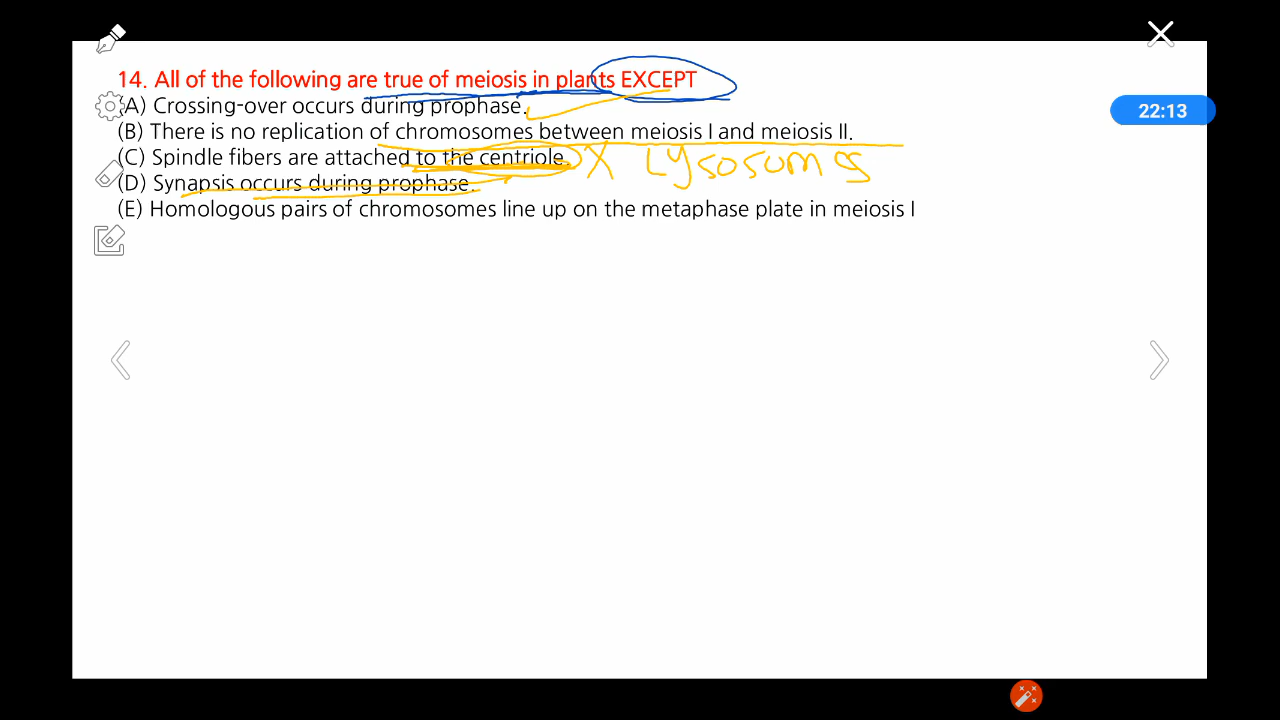 14. All of the following are true of meiosis in plants EXCEPT
(A) Crossing-over occurs during prophase.
22:13
(B) There is no replication of chromosomes between meiosis I and meiosis II.
(C) Spindle fibers are attached to the centriole. X Lysosomes
(D) Synapsis occurs during prophase.
(E) Homologous pairs of chromosomes line up on the metaphase plate in meiosis I